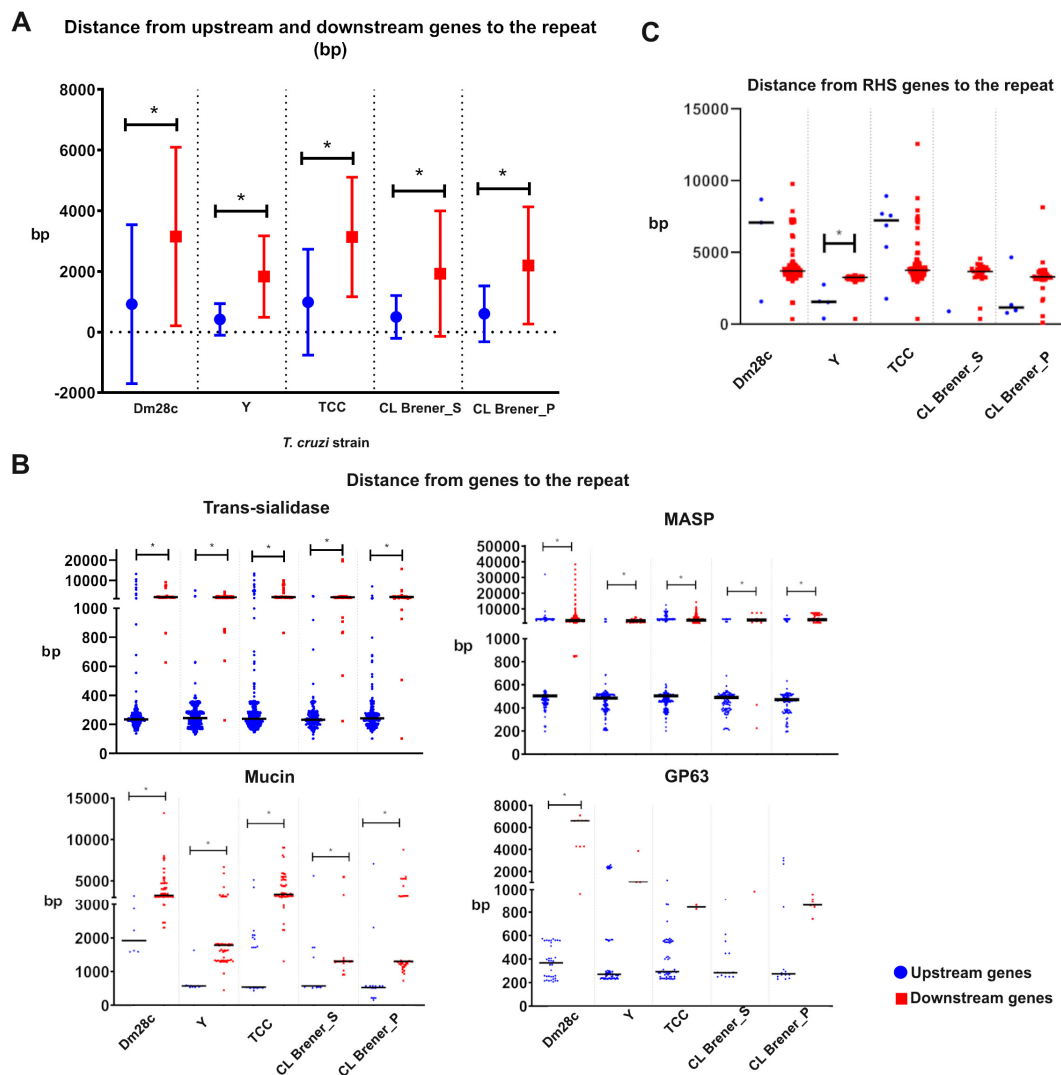 A
Distance from upstream and downstream genes to the repeat
(bp)
8000
6000
4000
2000
0
-2000
bp
*
*
*
*
*
Dm28c
Y
TCC
CL Brener_S
CL Brener_P
T. cruzi strain
C
Distance from RHS genes to the repeat
15000
10000
5000
0
bp
*
Dm28c
Y
TCC
CL Brener_S
CL Brener_P
B
Distance from genes to the repeat
Trans-sialidase
20000
10000
1000
800
600
400
200
0
bp
*
*
*
*
*
MASP
50000
40000
30000
20000
10000
1000
800
600
400
200
0
bp
*
*
*
*
*
Mucin
15000
10000
5000
3000
2000
1000
0
bp
*
*
*
*
*
Dm28c
Y
TCC
CL Brener_S
CL Brener_P
GP63
8000
6000
4000
2000
1000
800
600
400
200
0
bp
*
Dm28c
Y
TCC
CL Brener_S
CL Brener_P
Upstream genes
Downstream genes